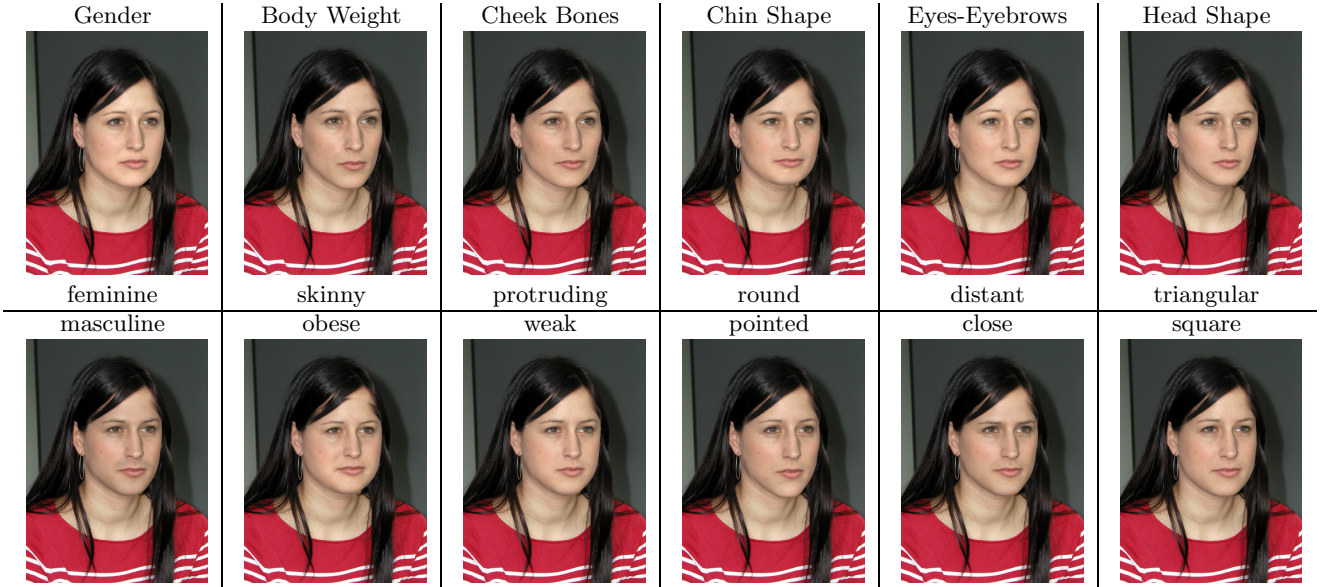 Gender Body Weight Cheek Bones Chin Shape Eyes-Eyebrows Head Shape
feminine skinny protruding round distant triangular
masculine obese weak pointed close square